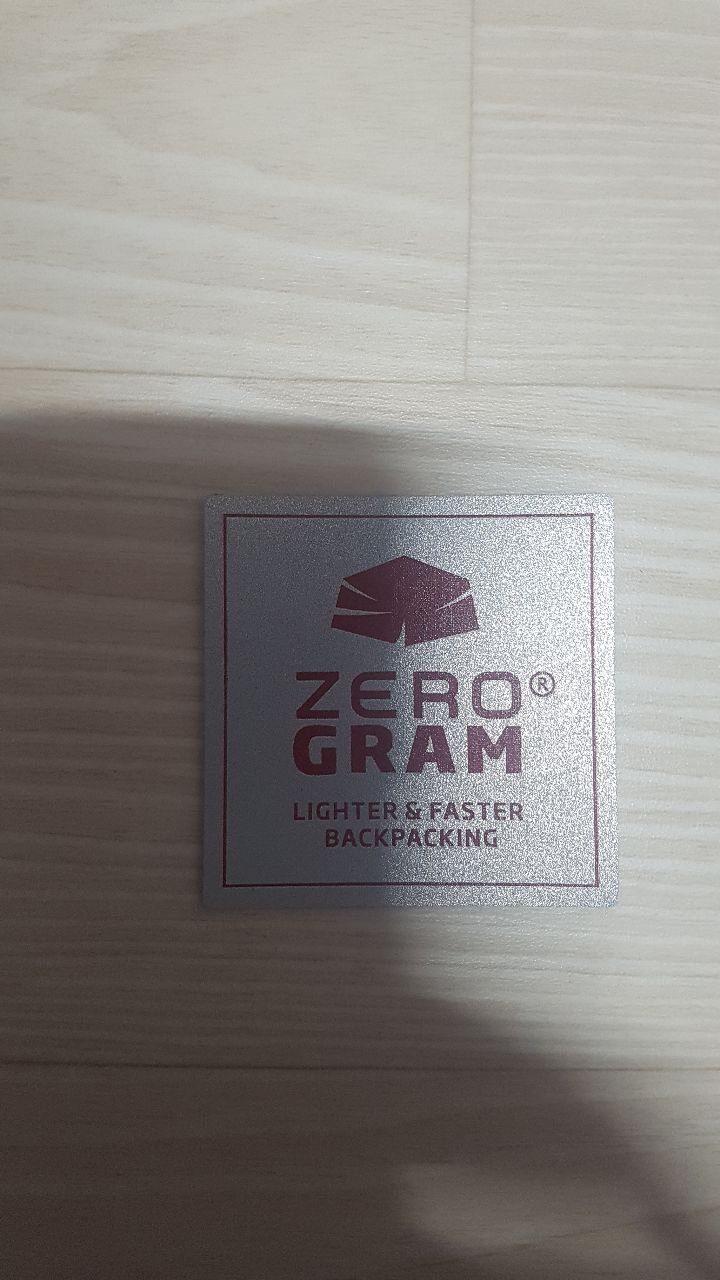 ZERO®
GRAM
LIGHTER & FASTER
BACKPACKING